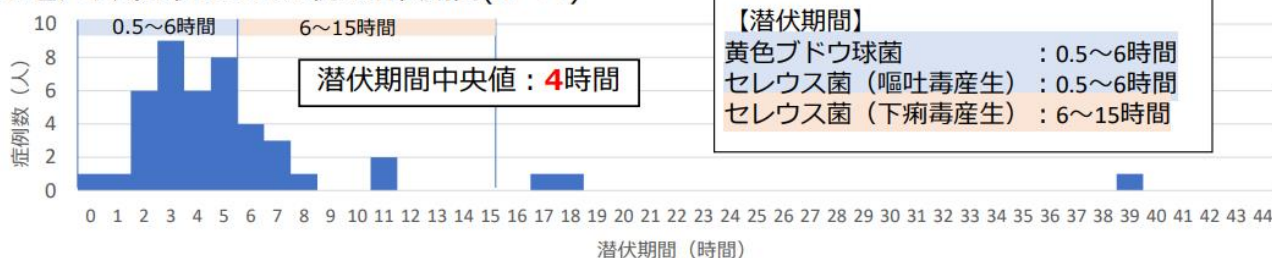 10
8
6
4
2
0
症例数（人）
0.5～6時間
6～15時間
潜伏期間中央値：4時間
【潜伏期間】
黄色ブドウ球菌　　　　　：0.5～6時間
セレウス菌（嘔吐毒産生）：0.5～6時間
セレウス菌（下痢毒産生）：6～15時間
0 1 2 3 4 5 6 7 8 9 10 11 12 13 14 15 16 17 18 19 20 21 22 23 24 25 26 27 28 29 30 31 32 33 34 35 36 37 38 39 40 41 42 43 44
潜伏期間（時間）